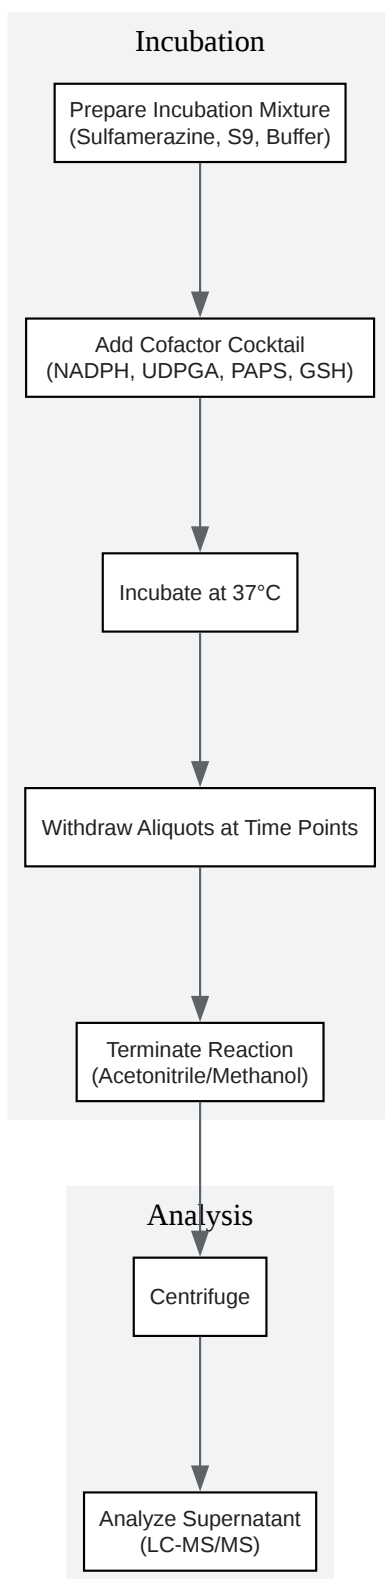 Incubation
Prepare Incubation Mixture
(Sulfamerazine, S9, Buffer)
Add Cofactor Cocktail
(NADPH, UDPGA, PAPS, GSH)
Incubate at 37°C
Withdraw Aliquots at Time Points
Terminate Reaction
(Acetonitrile/Methanol)
Analysis
Centrifuge
Analyze Supernatant
(LC-MS/MS)